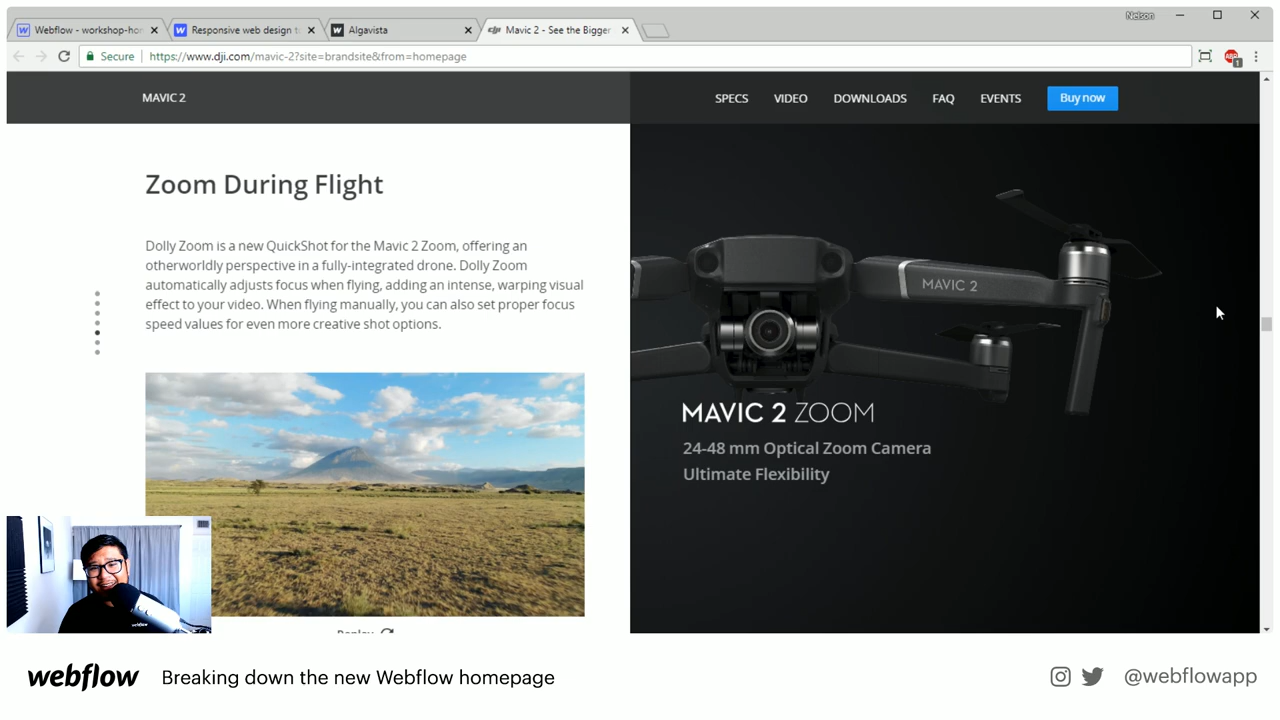 Nelson
Webflow - workshop-hor
Responsive web design t
Algavista
Mavic 2 - See the Bigger
Secure
https://www.dji.com/mavic-2?site=brandsite&from=homepage
ABP
1
MAVIC 2
SPECS
VIDEO
DOWNLOADS
FAQ
EVENTS
Buy now
Zoom During Flight
Dolly Zoom is a new QuickShot for the Mavic 2 Zoom, offering an
otherworldly perspective in a fully-integrated drone. Dolly Zoom
automatically adjusts focus when flying, adding an intense, warping visual
effect to your video. When flying manually, you can also set proper focus
speed values for even more creative shot options.
MAVIC 2
MAVIC 2 ZOOM
24-48 mm Optical Zoom Camera
Ultimate Flexibility
Replay
webflow
Breaking down the new Webflow homepage
@webflowapp